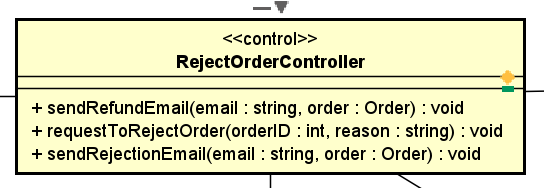 <<control>>
RejectOrderController
+ sendRefundEmail(email : string, order : Order) : void
+ requestToRejectOrder(orderID : int, reason : string) : void
+ sendRejectionEmail(email : string, order : Order) : void